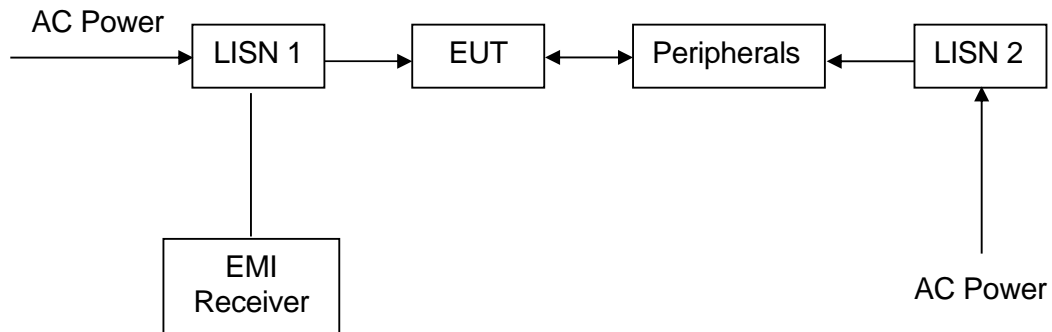 AC Power
LISN 1
EUT
Peripherals
LISN 2
EMI
Receiver
AC Power